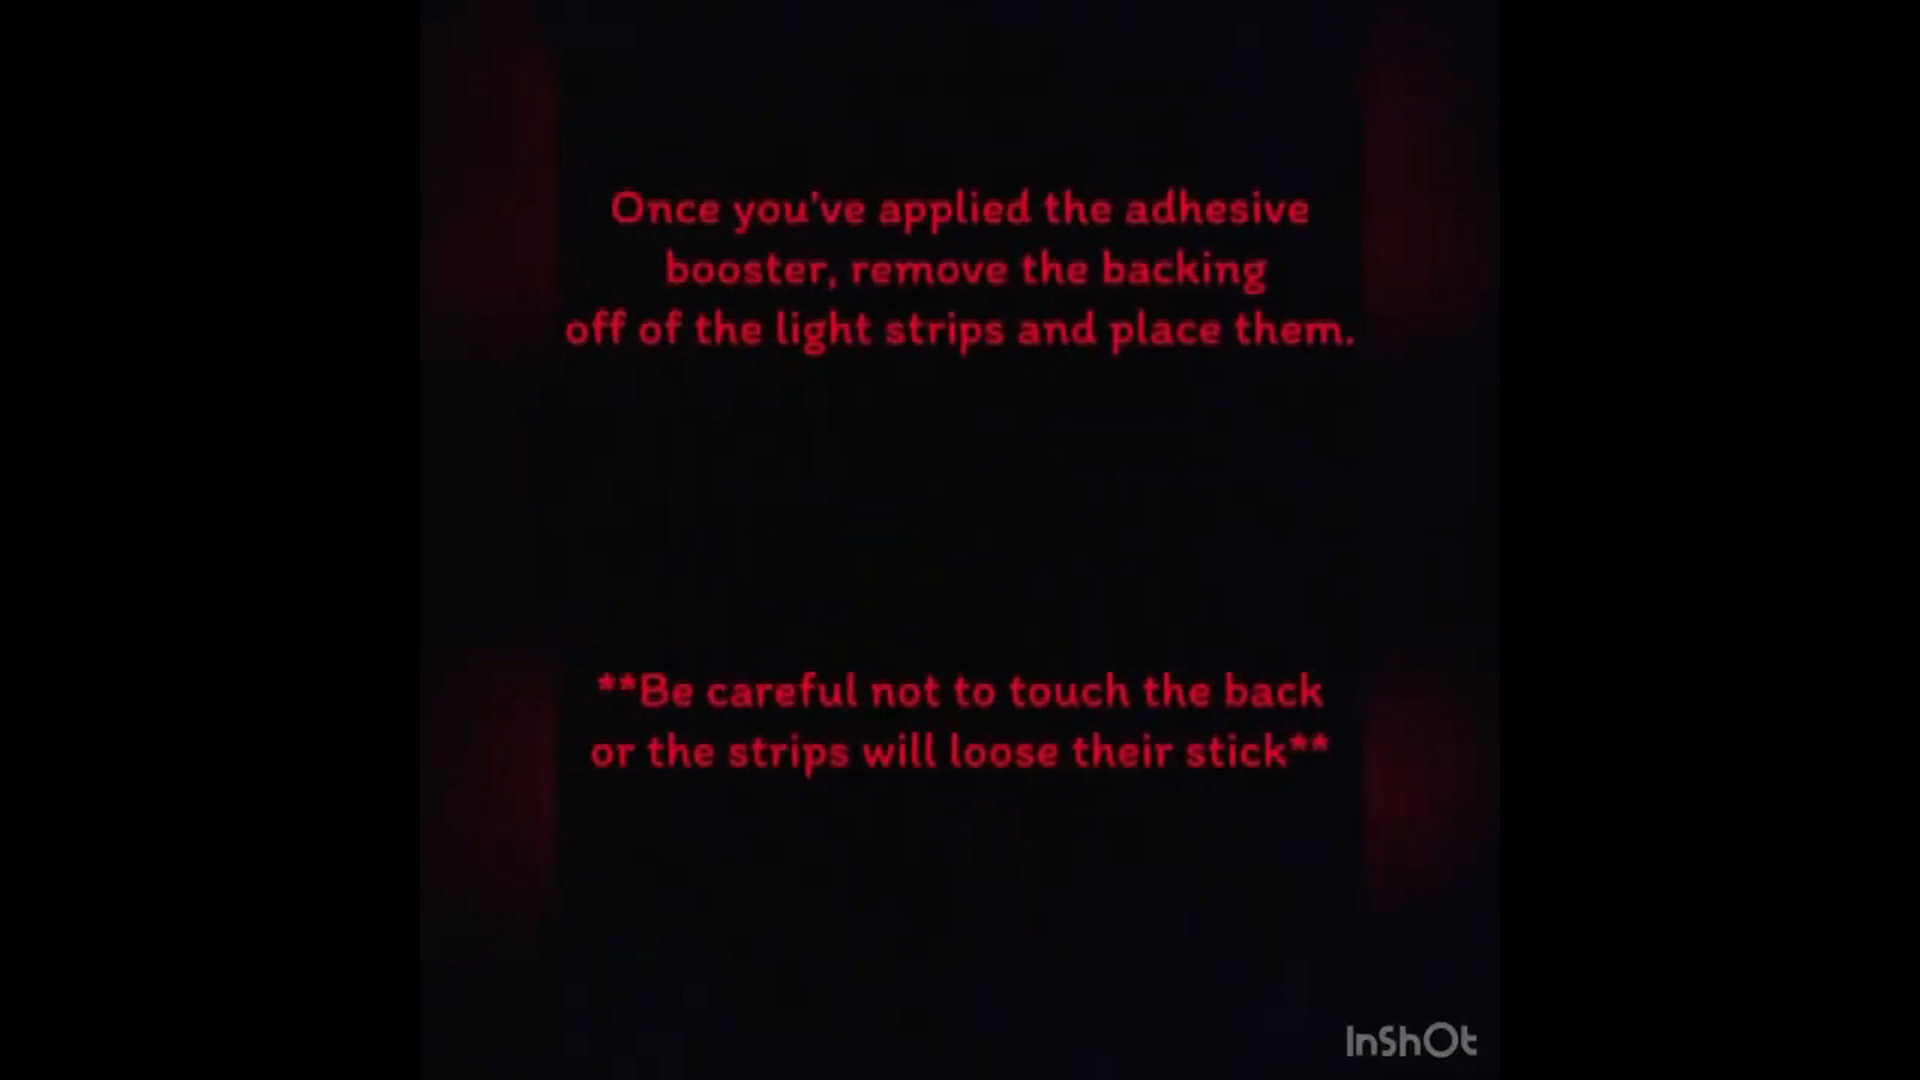 Once you've applied the adhesive
booster, remove the backing
off of the light strips and place them.
**Be careful not to touch the back
or the strips will loose their stick**
InShOt